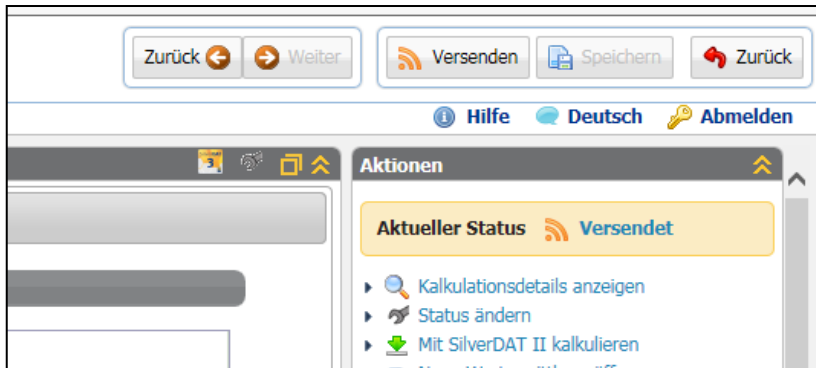 Zurück Weiter Versenden Speichern Zurück
Hilfe Deutsch Abmelden
3 Aktionen
Aktueller Status Versendet
Kalkulationsdetails anzeigen
Status ändern
Mit SilverDAT II kalkulieren